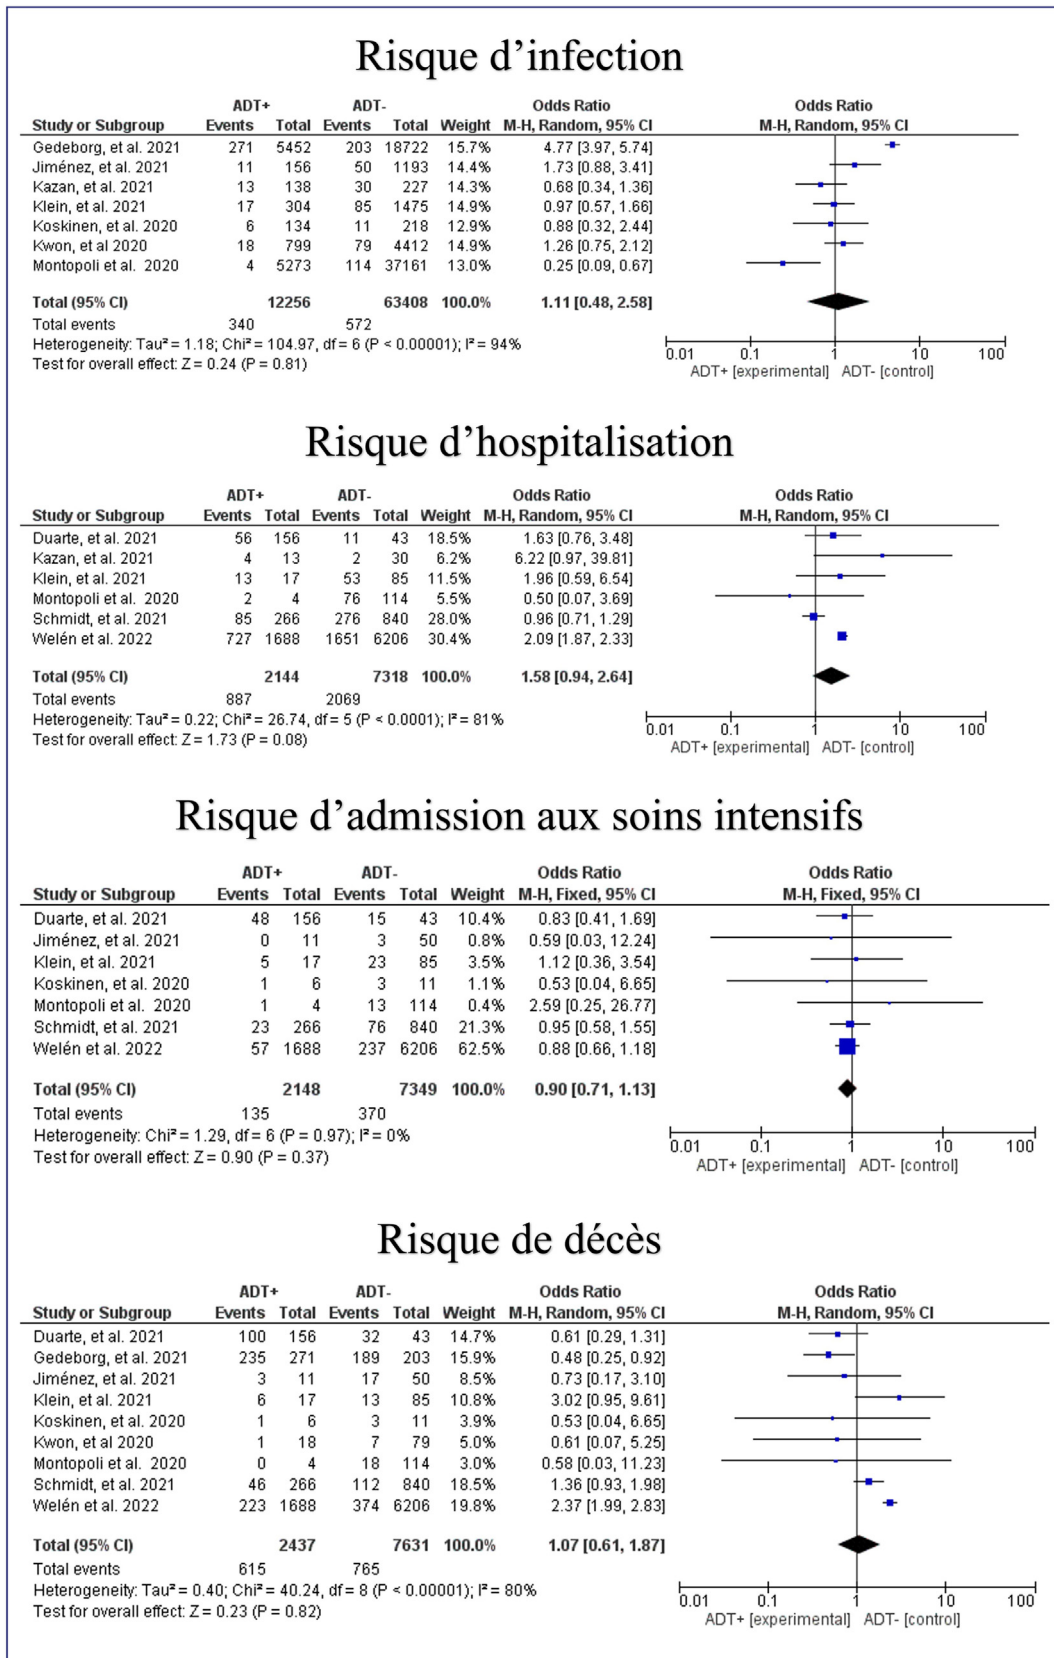 Risque d’infection
ADT+ ADT- Odds Ratio Odds Ratio
Study or Subgroup Events Total Events Total Weight M-H, Random, 95% CI M-H, Random, 95% CI
Gedeborg, et al. 2021 271 5452 203 18722 15.7% 4.77 [3.97, 5.74]
Jiménez, et al. 2021 11 156 50 1193 14.4% 1.73 [0.88, 3.41]
Kazan, et al. 2021 13 138 30 227 14.3% 0.68 [0.34, 1.36]
Klein, et al. 2021 17 304 85 1475 14.9% 0.97 [0.57, 1.66]
Koskinen, et al. 2020 6 134 11 218 12.9% 0.88 [0.32, 2.44]
Kwon, et al 2020 18 799 79 4412 14.9% 1.26 [0.75, 2.12]
Montopoli et al. 2020 4 5273 114 37161 13.0% 0.25 [0.09, 0.67]
Total (95% CI) 12256 63408 100.0% 1.11 [0.48, 2.58]
Total events 340 572
Heterogeneity: Tau² = 1.18; Chi² = 104.97, df = 6 (P < 0.00001); I² = 94%
Test for overall effect: Z = 0.24 (P = 0.81)
0.01 0.1 1 10 100
ADT+ [experimental] ADT- [control]
Risque d’hospitalisation
ADT+ ADT- Odds Ratio Odds Ratio
Study or Subgroup Events Total Events Total Weight M-H, Random, 95% CI M-H, Random, 95% CI
Duarte, et al. 2021 56 156 11 43 18.5% 1.63 [0.76, 3.48]
Kazan, et al. 2021 4 13 2 30 6.2% 6.22 [0.97, 39.81]
Klein, et al. 2021 13 17 53 85 11.5% 1.96 [0.59, 6.54]
Montopoli et al. 2020 2 4 76 114 5.5% 0.50 [0.07, 3.69]
Schmidt, et al. 2021 85 266 276 840 28.0% 0.96 [0.71, 1.29]
Welén et al. 2022 727 1688 1651 6206 30.4% 2.09 [1.87, 2.33]
Total (95% CI) 2144 7318 100.0% 1.58 [0.94, 2.64]
Total events 887 2069
Heterogeneity: Tau² = 0.22; Chi² = 26.74, df = 5 (P < 0.0001); I² = 81%
Test for overall effect: Z = 1.73 (P = 0.08)
0.01 0.1 1 10 100
ADT+ [experimental] ADT- [control]
Risque d’admission aux soins intensifs
ADT+ ADT- Odds Ratio Odds Ratio
Study or Subgroup Events Total Events Total Weight M-H, Fixed, 95% CI M-H, Fixed, 95% CI
Duarte, et al. 2021 48 156 15 43 10.4% 0.83 [0.41, 1.69]
Jiménez, et al. 2021 0 11 3 50 0.8% 0.59 [0.03, 12.24]
Klein, et al. 2021 5 17 23 85 3.5% 1.12 [0.36, 3.54]
Koskinen, et al. 2020 1 6 3 11 1.1% 0.53 [0.04, 6.65]
Montopoli et al. 2020 1 4 13 114 0.4% 2.59 [0.25, 26.77]
Schmidt, et al. 2021 23 266 76 840 21.3% 0.95 [0.58, 1.55]
Welén et al. 2022 57 1688 237 6206 62.5% 0.88 [0.66, 1.18]
Total (95% CI) 2148 7349 100.0% 0.90 [0.71, 1.13]
Total events 135 370
Heterogeneity: Chi² = 1.29, df = 6 (P = 0.97); I² = 0%
Test for overall effect: Z = 0.90 (P = 0.37)
0.01 0.1 1 10 100
ADT+ [experimental] ADT- [control]
Risque de décès
ADT+ ADT- Odds Ratio Odds Ratio
Study or Subgroup Events Total Events Total Weight M-H, Random, 95% CI M-H, Random, 95% CI
Duarte, et al. 2021 100 156 32 43 14.7% 0.61 [0.29, 1.31]
Gedeborg, et al. 2021 235 271 189 203 15.9% 0.48 [0.25, 0.92]
Jiménez, et al. 2021 3 11 17 50 8.5% 0.73 [0.17, 3.10]
Klein, et al. 2021 6 17 13 85 10.8% 3.02 [0.95, 9.61]
Koskinen, et al. 2020 1 6 3 11 3.9% 0.53 [0.04, 6.65]
Kwon, et al 2020 1 18 7 79 5.0% 0.61 [0.07, 5.25]
Montopoli et al. 2020 0 4 18 114 3.0% 0.58 [0.03, 11.23]
Schmidt, et al. 2021 46 266 112 840 18.5% 1.36 [0.93, 1.98]
Welén et al. 2022 223 1688 374 6206 19.8% 2.37 [1.99, 2.83]
Total (95% CI) 2437 7631 100.0% 1.07 [0.61, 1.87]
Total events 615 765
Heterogeneity: Tau² = 0.40; Chi² = 40.24, df = 8 (P < 0.00001); I² = 80%
Test for overall effect: Z = 0.23 (P = 0.82)
0.01 0.1 1 10 100
ADT+ [experimental] ADT- [control]